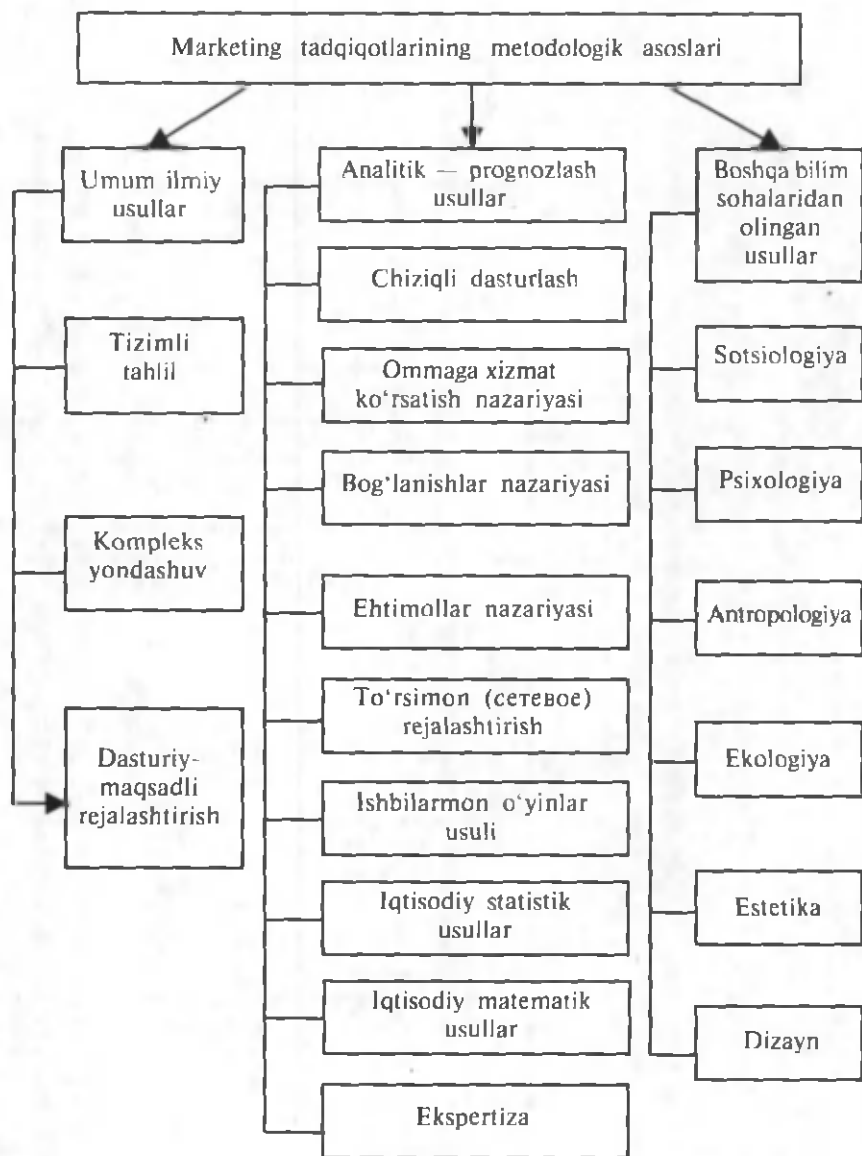 Marketing tadqiqotlarining metodologik asoslari
Umum ilmiy
usullar
Tizimli
tahlil
Kompleks
yondashuv
Dasturiy-
maqsadli
rejalashtirish
Analitik — prognozlash
usullar
Chiziqli dasturlash
Ommaga xizmat
ko‘rsatish nazariyasi
Bog‘lanishlar nazariyasi
Ehtimollar nazariyasi
To‘rsimon (сетевое)
rejalashtirish
Ishbilarmon o‘yinlar
usuli
Iqtisodiy statistik
usullar
Iqtisodiy matematik
usullar
Ekspertiza
Boshqa bilim
sohalaridan
olingan
usullar
Sotsiologiya
Psixologiya
Antropologiya
Ekologiya
Estetika
Dizayn